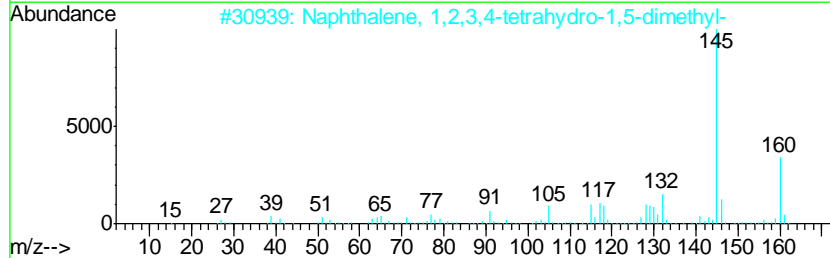 Abundance #30939: Naphthalene, 1,2,3,4-tetrahydro-1,5-dimethyl-
145
5000
160
132
15 27 39 51 65 77 91 105 117
0
m/z--> 10 20 30 40 50 60 70 80 90 100 110 120 130 140 150 160